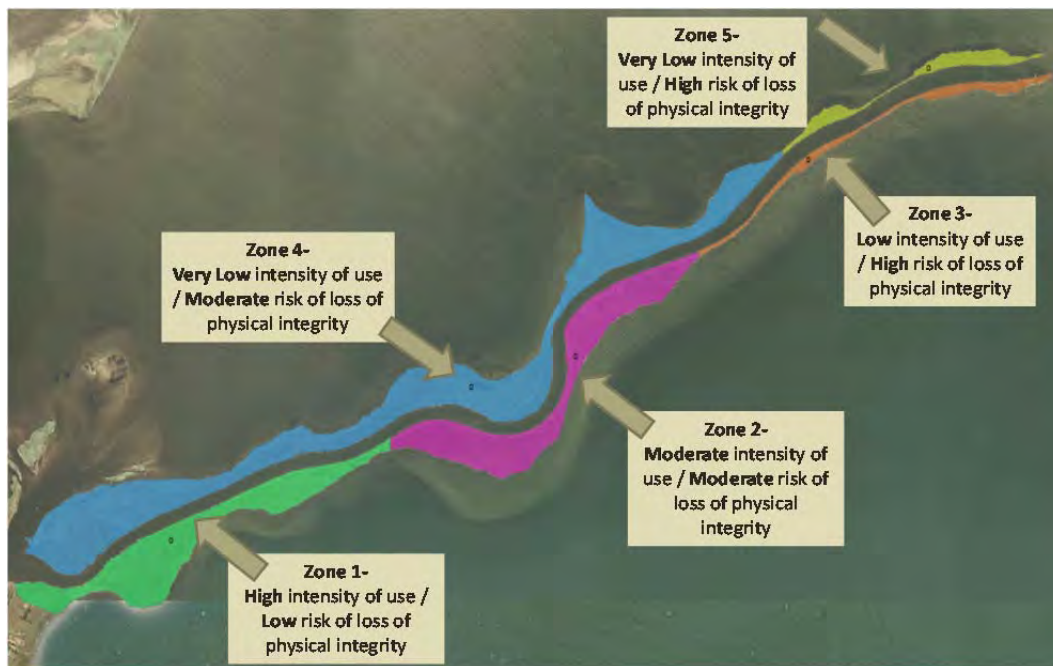 Zone 5-
Very Low intensity of
use / High risk of loss
of physical integrity
Zone 3-
Low intensity of use
/ High risk of loss of
physical integrity
Zone 4-
Very Low intensity of use
/ Moderate risk of loss of
physical integrity
Zone 2-
Moderate intensity of
use / Moderate risk of
loss of physical
integrity
Zone 1-
High intensity of use /
Low risk of loss of
physical integrity